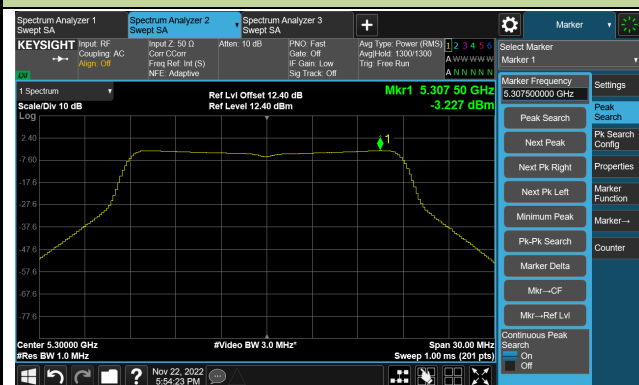 Spectrum Analyzer 1
Swept SA
Spectrum Analyzer 2
Swept SA
Spectrum Analyzer 3
Swept SA
+
Marker
KEYSIGHT
Input: RF
Coupling: AC
Align: Off
Input Z: 50 Ω
Corr CCorr
Freq Ref: Int (S)
NFE: Adaptive
Atten: 10 dB
PNO: Fast
Gate: Off
IF Gain: Low
Sig Track: Off
Avg Type: Power (RMS)
Avg|Hold: 1300/1300
Trig: Free Run
1 2 3 4 5 6
A W W W W W
A N N N N N
LXI
Select Marker
Marker 1
1 Spectrum
Scale/Div 10 dB
Log
Ref Lvl Offset 12.40 dB
Ref Level 12.40 dBm
Mkr1 5.307 50 GHz
-3.227 dBm
Marker Frequency
5.307500000 GHz
Settings
Peak Search
Next Peak
Next Pk Right
Next Pk Left
Minimum Peak
Pk-Pk Search
Marker Delta
Mkr→CF
Mkr→Ref Lvl
Continuous Peak
Search
On
Off
Peak
Search
Pk Search
Config
Properties
Marker
Function
Marker→
Counter
1
2.40
-7.60
-17.6
-27.6
-37.6
-47.6
-57.6
-67.6
-77.6
Center 5.30000 GHz
#Res BW 1.0 MHz
#Video BW 3.0 MHz*
Span 30.00 MHz
Sweep 1.00 ms (201 pts)
?
Nov 22, 2022
5:54:23 PM